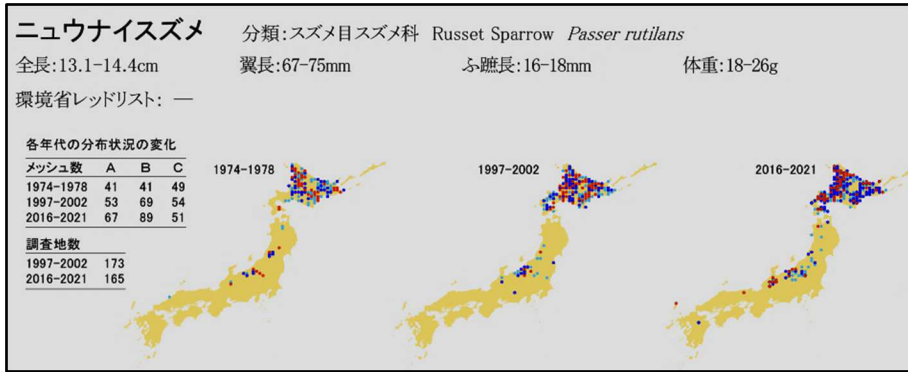 ニュウナイスズメ 分類:スズメ目スズメ科 Russet Sparrow Passer rutilans
全長:13.1-14.4cm 翼長:67-75mm ふ蹠長:16-18mm 体重:18-26g
環境省レッドリスト: ―
各年代の分布状況の変化
メッシュ数 A B C
1974-1978 41 41 49
1997-2002 53 69 54
2016-2021 67 89 51
調査地数
1997-2002 173
2016-2021 165
1974-1978
1997-2002
2016-2021